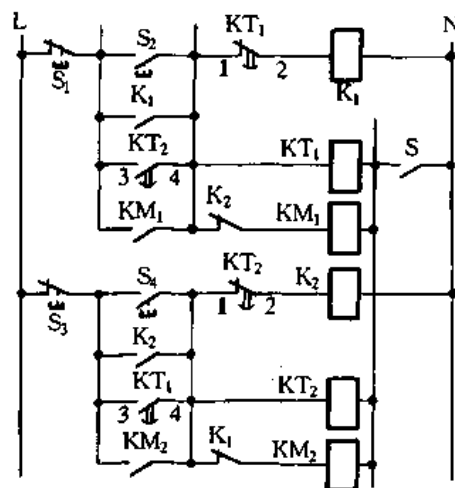 L S₂ KT₁ N
1 2
S₁ K₁
K₁
KT₂ KT₁ S
3 4
KM₁ K₂ KM₁
S₄ KT₂ K₂
S₃ 1 2
K₂
KT₁ KT₂
3 4
KM₂ K₁ KM₂